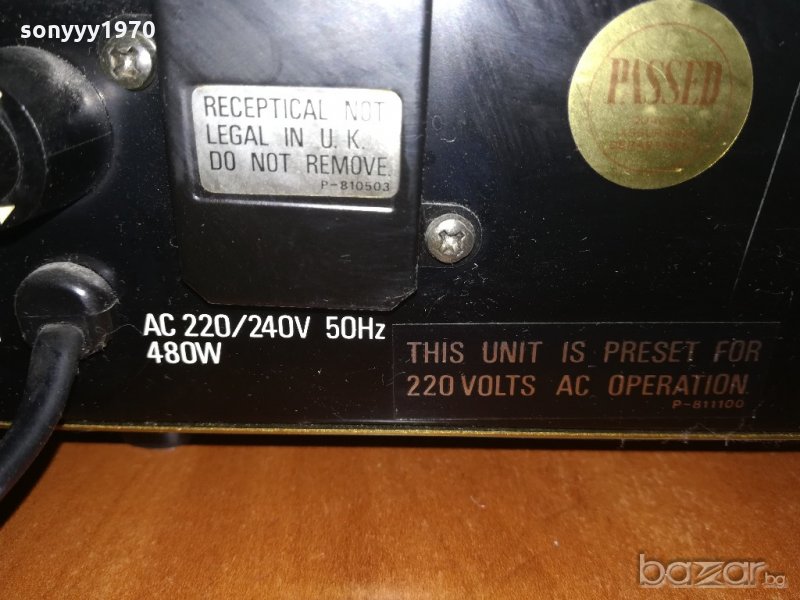 sonyyy1970
PASSED
RECEPTICAL NOT
LEGAL IN U. K.
DO NOT REMOVE.
P-810503
AC 220/240V 50Hz
480W
THIS UNIT IS PRESET FOR
220 VOLTS AC OPERATION.
P-811100
bazar.bg